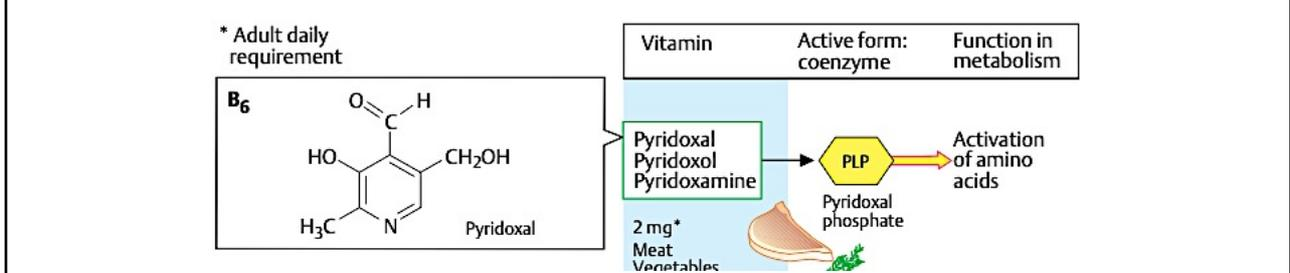 * Adult daily
requirement
Vitamin
Active form:
coenzyme
Function in
metabolism
B6
O
H
C
HO
CH2OH
H3C
N
Pyridoxal
Pyridoxal
Pyridoxol
Pyridoxamine
PLP
Pyridoxal
phosphate
Activation
of amino
acids
2 mg*
Meat
Vegetables